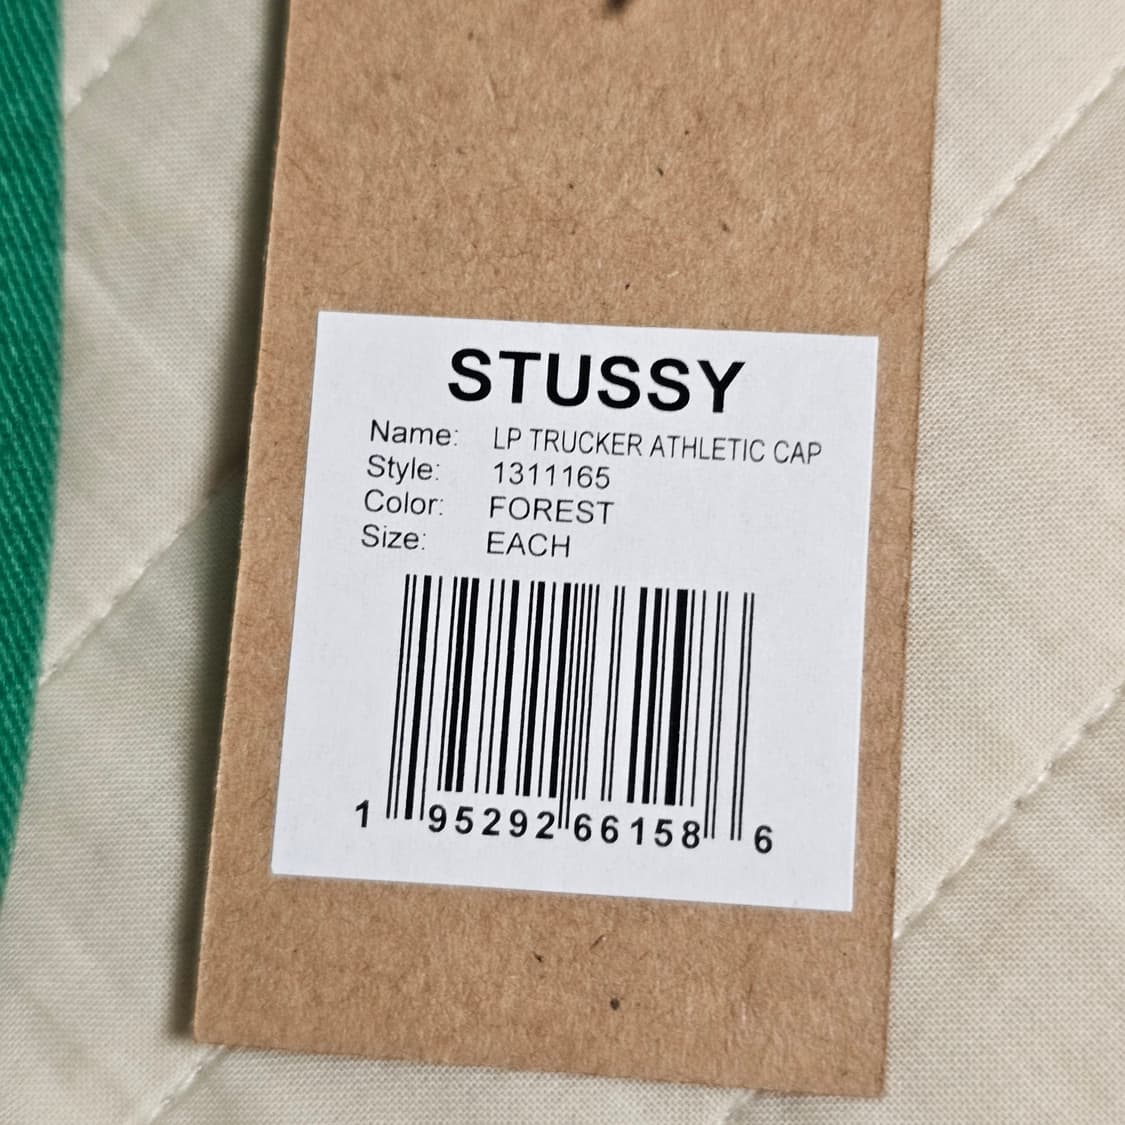 STUSSY
Name: LP TRUCKER ATHLETIC CAP
Style: 1311165
Color: FOREST
Size: EACH
1 95292 66158 6